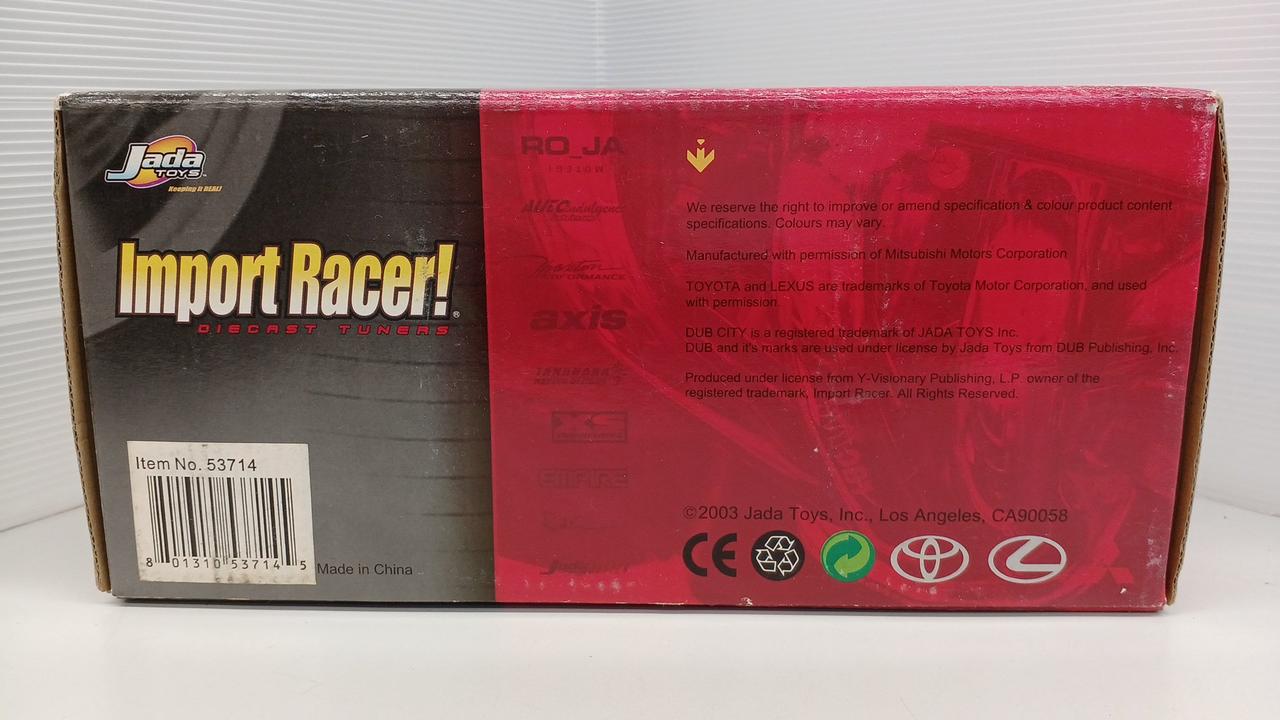 Jada
TOYS™
Keeping it REAL!
Import Racer!®
DIECAST TUNERS
Item No. 53714
8 01310 53714 5
Made in China
RO_JA
axis
XS
EMPIRE
We reserve the right to improve or amend specification & colour product content
specifications. Colours may vary.
Manufactured with permission of Mitsubishi Motors Corporation
TOYOTA and LEXUS are trademarks of Toyota Motor Corporation, and used
with permission.
DUB CITY is a registered trademark of JADA TOYS Inc.
DUB and it's marks are used under license by Jada Toys from DUB Publishing, Inc.
Produced under license from Y-Visionary Publishing, L.P. owner of the
registered trademark, Import Racer. All Rights Reserved.
©2003 Jada Toys, Inc., Los Angeles, CA90058
CE